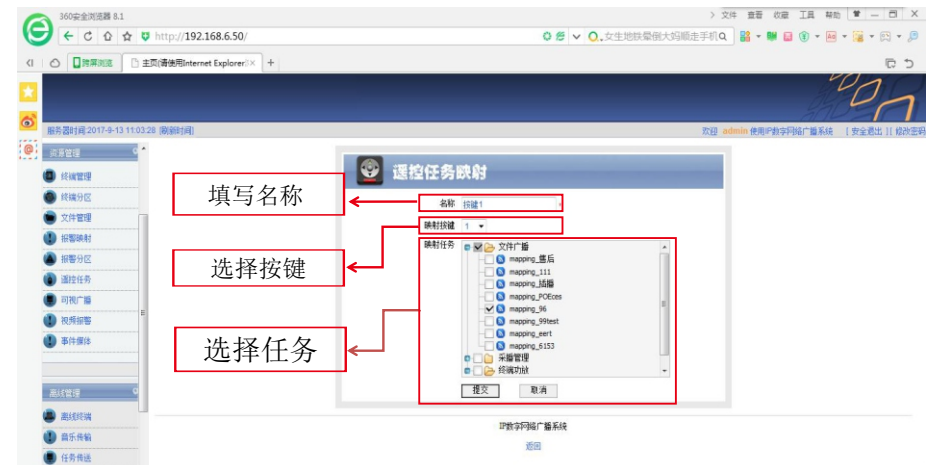 360安全浏览器 8.1
文件 查看 收藏 工具 帮助
http://192.168.6.50/
女生地铁晕倒大妈顺走手机
跨屏浏览
主页(请使用Internet Explorer
服务器时间:2017-9-13 11:03:28 [刷新时间]
欢迎 admin 使用IP数字网络广播系统 [ 安全退出 ][ 修改密码
资源管理
终端管理
终端分区
文件管理
报警映射
报警分区
遥控任务
可视广播
视频报警
事件媒体
离线管理
离线终端
音乐传输
任务传送
遥控任务映射
填写名称
名称 按键1
选择按键
映射按键 1
选择任务
映射任务
文件广播
mapping_售后
mapping_111
mapping_插播
mapping_POEces
mapping_96
mapping_99test
mapping_eert
mapping_6153
采播管理
终端功放
提交 取消
IP数字网络广播系统
返回